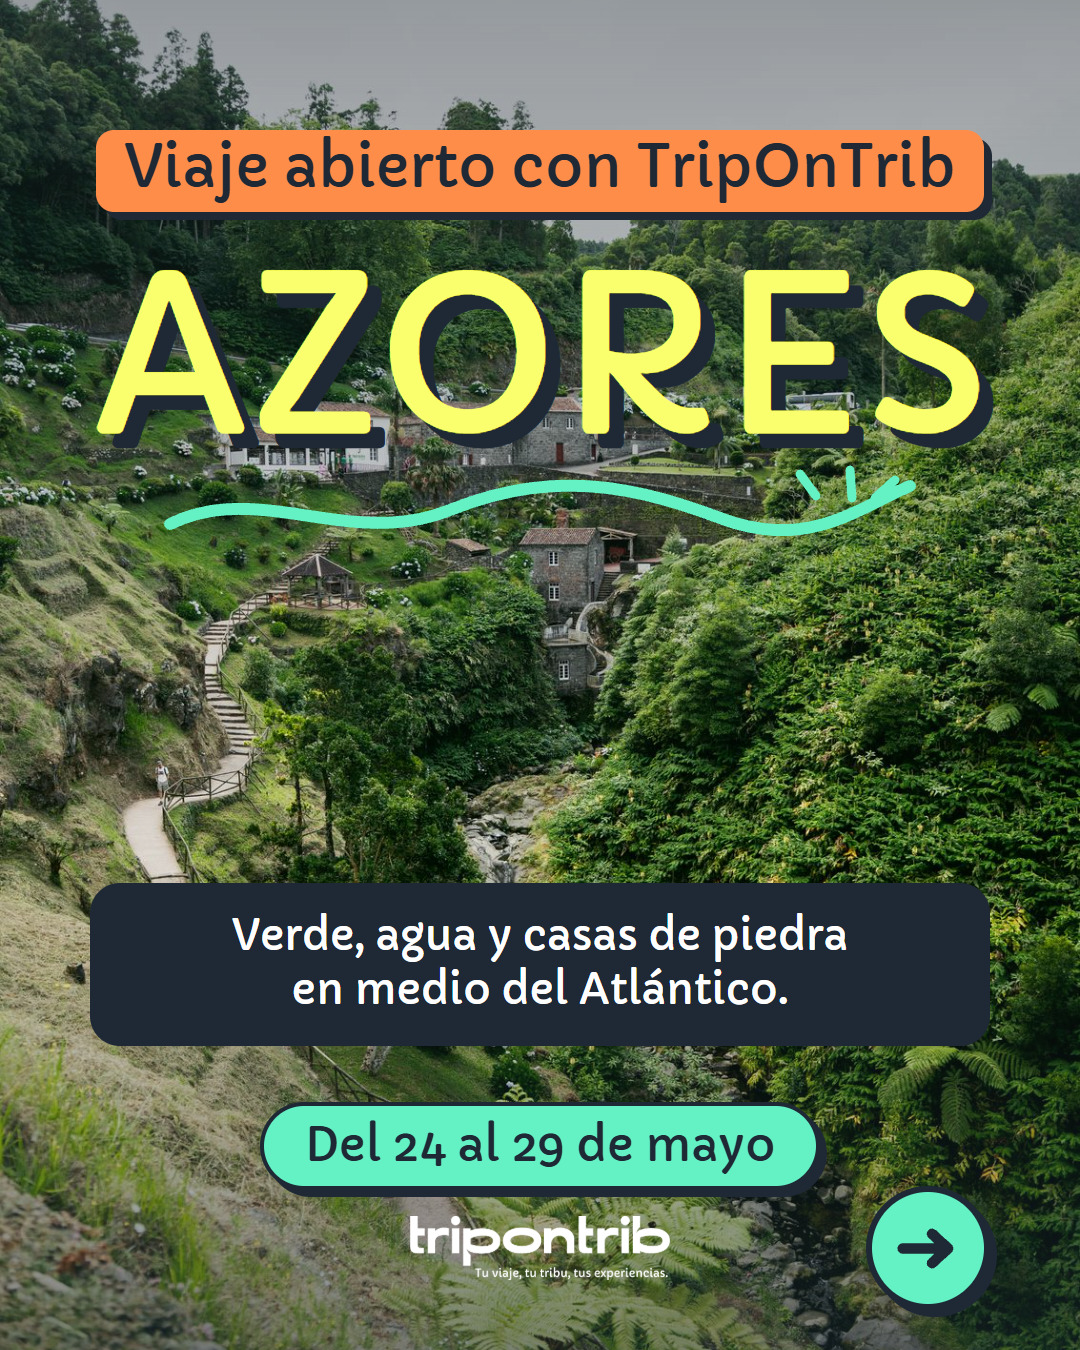 Viaje abierto con TripOnTrib
AZORES
Verde, agua y casas de piedra
en medio del Atlántico.
Del 24 al 29 de mayo
tripontrib
Tu viaje, tu tribu, tus experiencias.